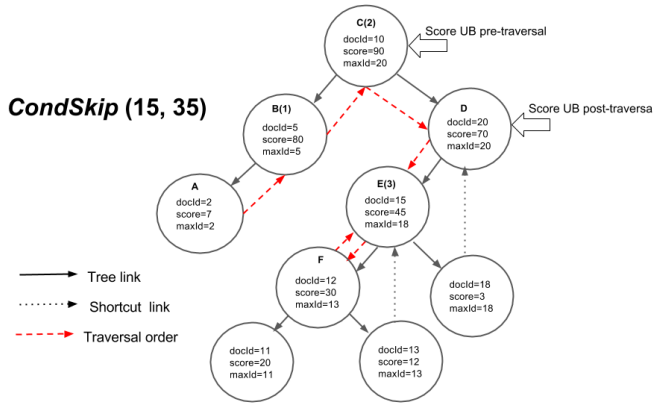 C(2)
docId=10
score=90
maxId=20
Score UB pre-traversal
CondSkip (15, 35)
B(1)
docId=5
score=80
maxId=5
D
docId=20
score=70
maxId=20
Score UB post-traversa
A
docId=2
score=7
maxId=2
E(3)
docId=15
score=45
maxId=18
F
docId=12
score=30
maxId=13
docId=18
score=3
maxId=18
Tree link
Shortcut link
Traversal order
docId=11
score=20
maxId=11
docId=13
score=12
maxId=13